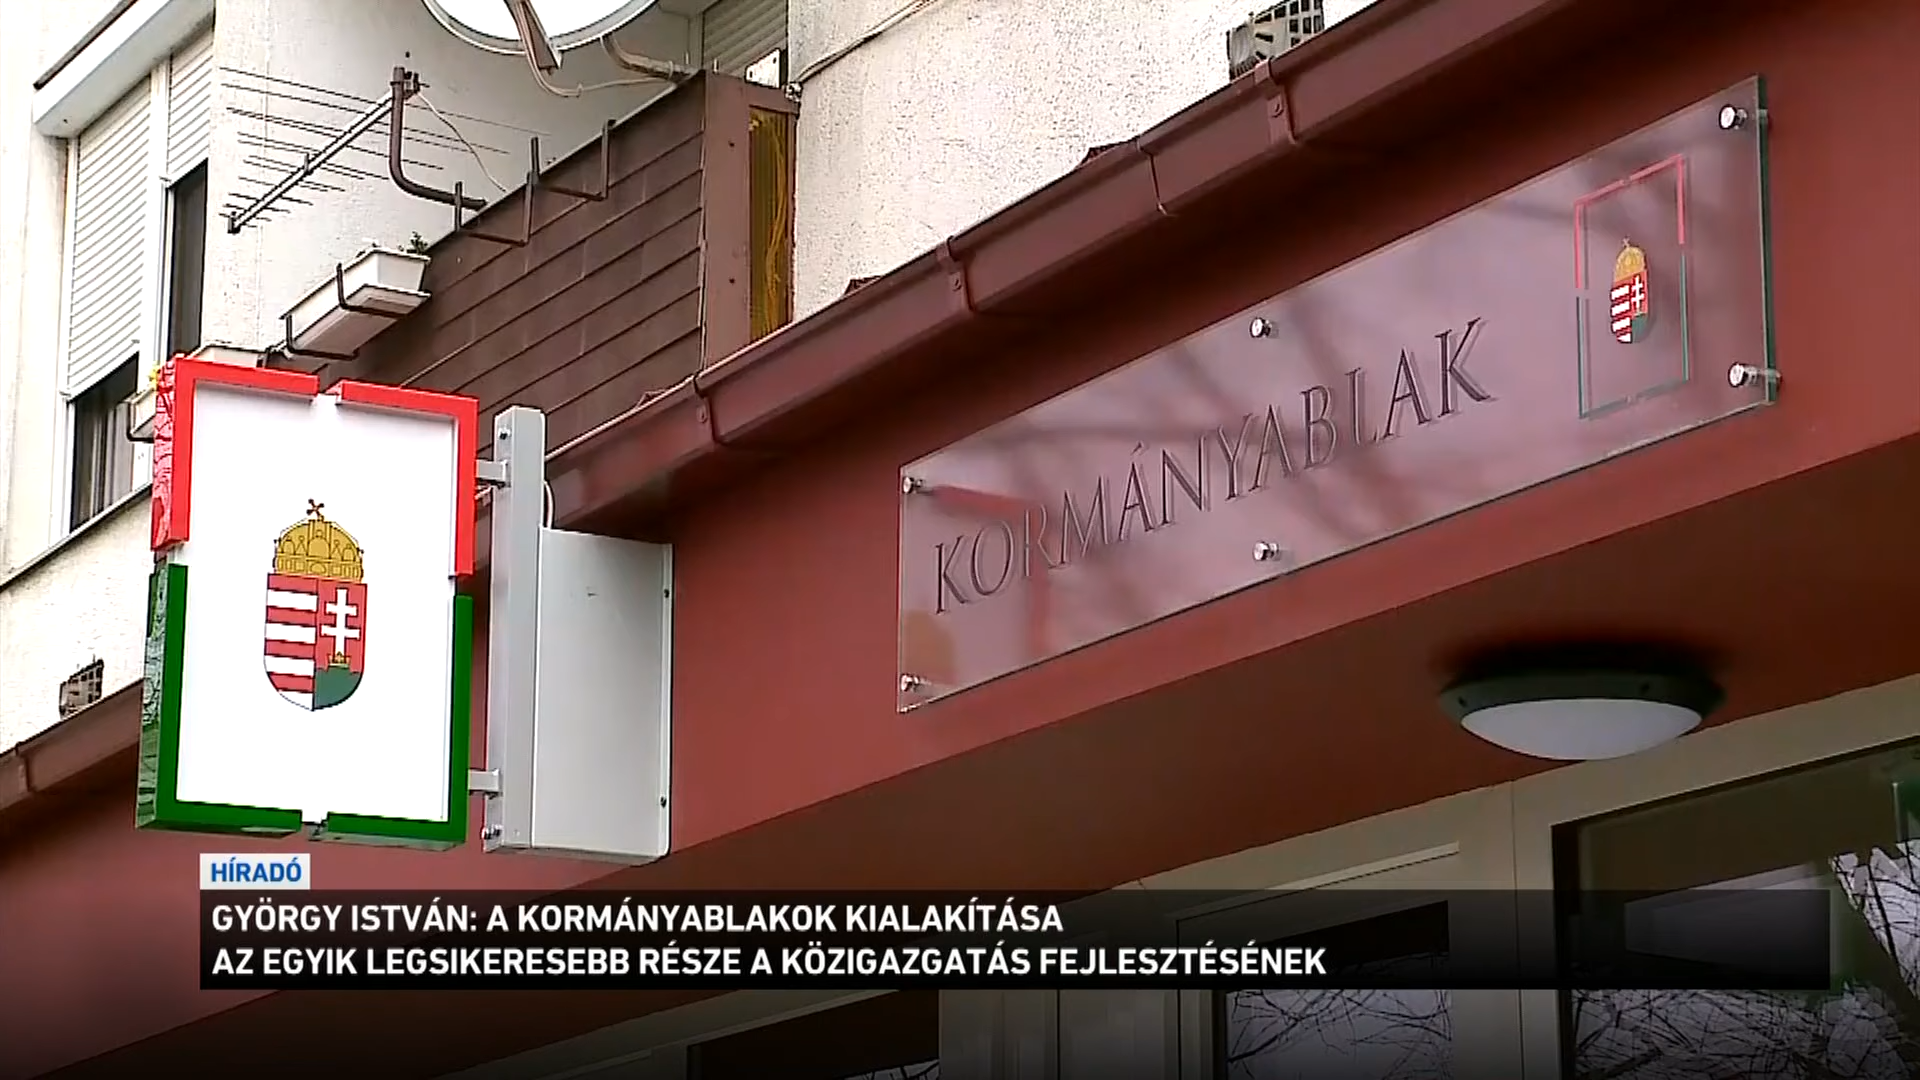 KORMÁNYABLAK
HÍRADÓ
GYÖRGY ISTVÁN: A KORMÁNYABLAKOK KIALAKÍTÁSA
AZ EGYIK LEGSIKERESEBB RÉSZE A KÖZIGAZGATÁS FEJLESZTÉSÉNEK